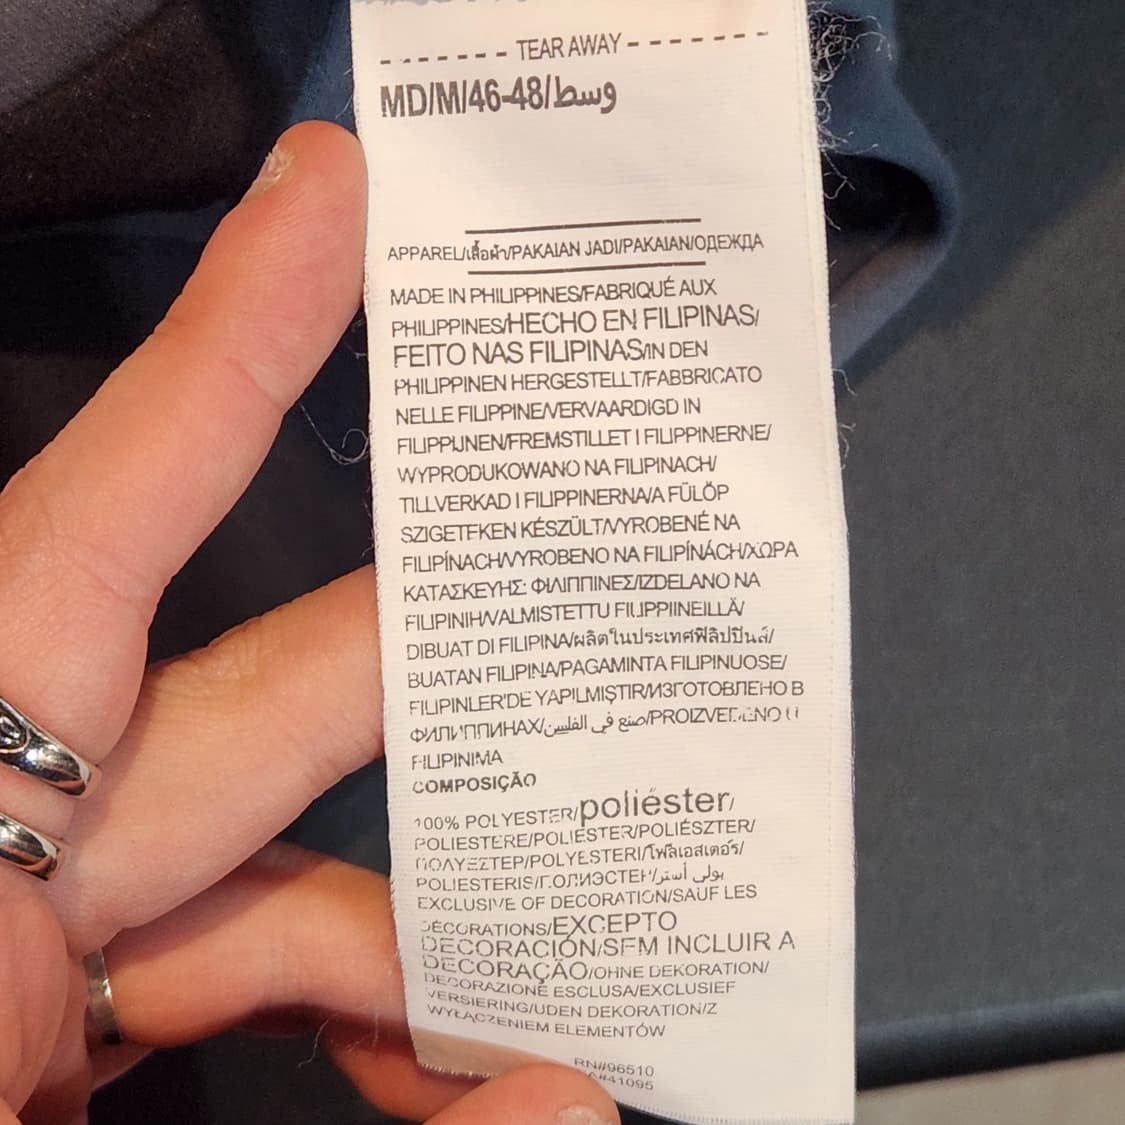 ------- TEAR AWAY --------
MD/M/46-48/وسط
APPAREL/เสื้อผ้า/PAKAIAN JADI/PAKAIAN/ОДЕЖДА
MADE IN PHILIPPINES/FABRIQUÉ AUX
PHILIPPINES/HECHO EN FILIPINAS/
FEITO NAS FILIPINAS/IN DEN
PHILIPPINEN HERGESTELLT/FABBRICATO
NELLE FILIPPINE/VERVAARDIGD IN
FILIPPIJNEN/FREMSTILLET I FILIPPINERNE/
WYPRODUKOWANO NA FILIPINACH/
TILLVERKAD I FILIPPINERNA/A FÜLÖP
SZIGETEKEN KÉSZÜLT/VYROBENÉ NA
FILIPÍNACH/VYROBENO NA FILIPÍNÁCH/ΧΩΡΑ
ΚΑΤΑΣΚΕΥΗΣ: ΦΙΛΙΠΠΙΝΕΣ/IZDELANO NA
FILIPINIH/VALMISTETTU FILIPPIINEILLÄ/
DIBUAT DI FILIPINA/ผลิตในประเทศฟิลิปปินส์/
BUATAN FILIPINA/PAGAMINTA FILIPINUOSE/
FILIPINLER'DE YAPILMIŞTIR/ИЗГОТОВЛЕНО В
ФИЛИППИНАХ/صنع في الفلبين/PROIZVEDENO U
FILIPINIMA
COMPOSIÇÃO
100% POLYESTER/poliéster/
POLIESTERE/POLIESTER/POLIÉSZTER/
ΠΟΛΥΕΣΤΕΡ/POLYESTERI/โพลีเอสเตอร์/
POLIESTERIS/ПОЛИЭСТЕР/بولي أستر/
EXCLUSIVE OF DECORATION/SAUF LES
DÉCORATIONS/EXCEPTO
DECORACIÓN/SEM INCLUIR A
DECORAÇÃO/OHNE DEKORATION/
DECORAZIONE ESCLUSA/EXCLUSIEF
VERSIERING/UDEN DEKORATION/Z
WYŁĄCZENIEM ELEMENTÓW
RN#96510
CA#41095